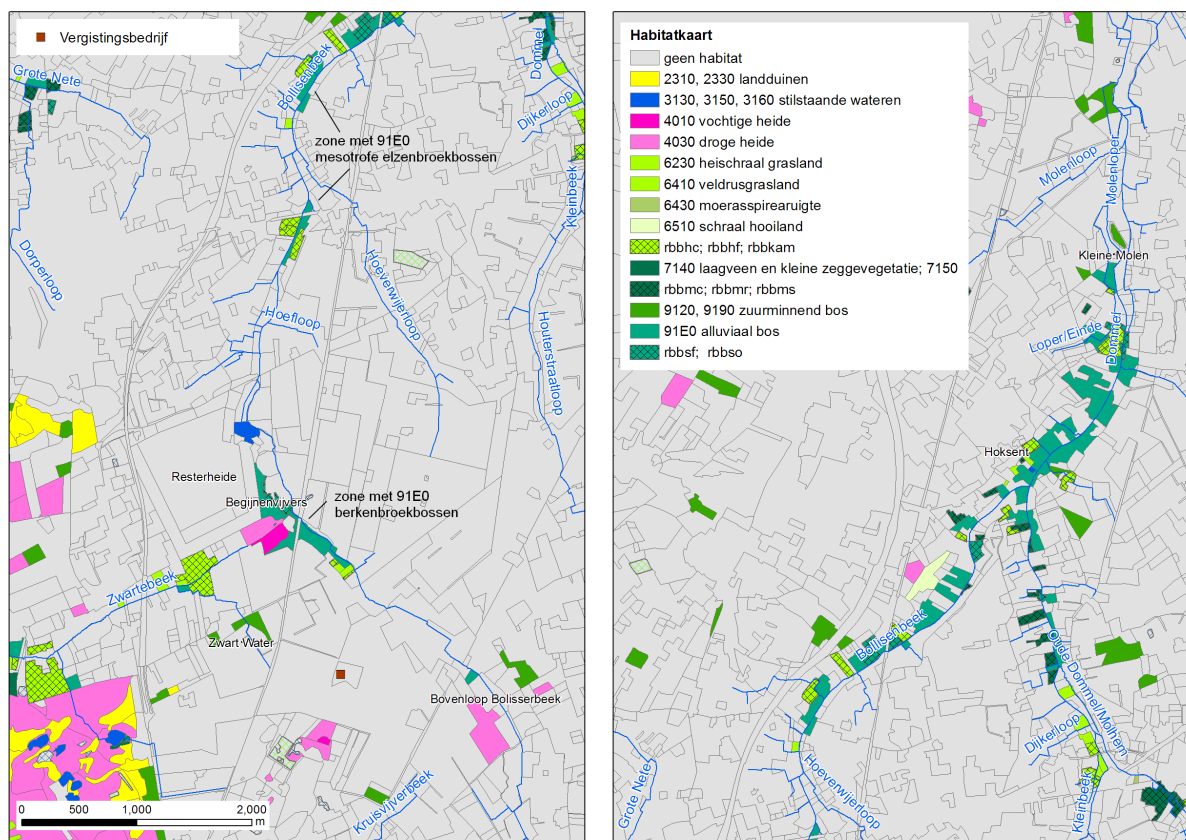 Vergistingsbedrijf
Grote Nete
Bollisenbeek
Dommel
Dijkerloop
zone met 91E0
mesotrofe elzenbroekbossen
Kleinbeek
Dorperloop
Hoeverwijerloop
Hoefloop
Houterstraatloop
Resterheide
Begijnenvijvers
zone met 91E0
berkenbroekbossen
Zwartebeek
Zwart Water
Bovenloop Bolisserbeek
Kruisvijverbeek
0 500 1,000 2,000
m
Habitatkaart
geen habitat
2310, 2330 landduinen
3130, 3150, 3160 stilstaande wateren
4010 vochtige heide
4030 droge heide
6230 heischraal grasland
6410 veldrusgrasland
6430 moerasspirearuigte
6510 schraal hooiland
rbbhc; rbbhf; rbbkam
7140 laagveen en kleine zeggevegetatie; 7150
rbbmc; rbbmr; rbbms
9120, 9190 zuurminnend bos
91E0 alluviaal bos
rbbsf; rbbso
Molenloop
Molenloper
Kleine Molen
Loper/Einde
Dommel
Hoksent
Bollisenbeek
Oude Dommel/Molhem
Dijkerloop
Hoeverwijerloop
Grote Nete
Kleinbeek